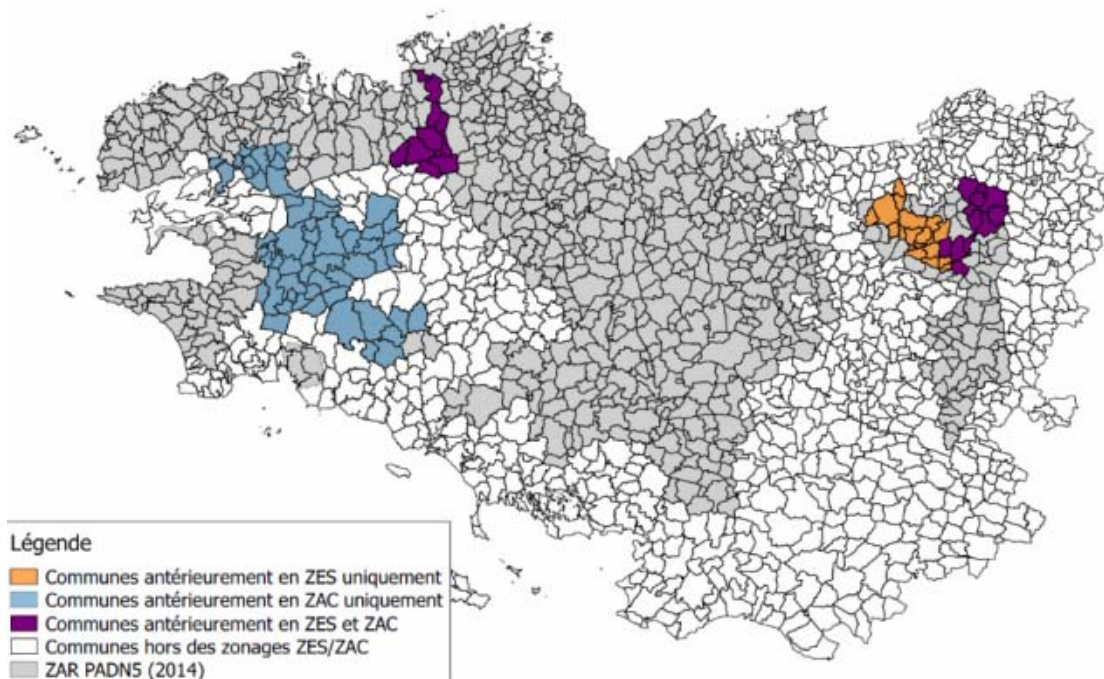 Légende
Communes antérieurement en ZES uniquement
Communes antérieurement en ZAC uniquement
Communes antérieurement en ZES et ZAC
Communes hors des zonages ZES/ZAC
ZAR PADN5 (2014)